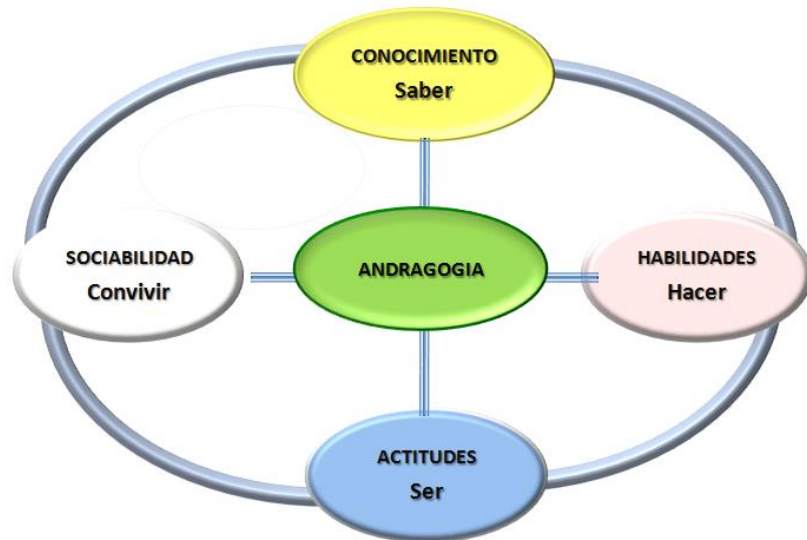 CONOCIMIENTO
Saber
SOCIABILIDAD
Convivir
ANDRAGOGIA
HABILIDADES
Hacer
ACTITUDES
Ser